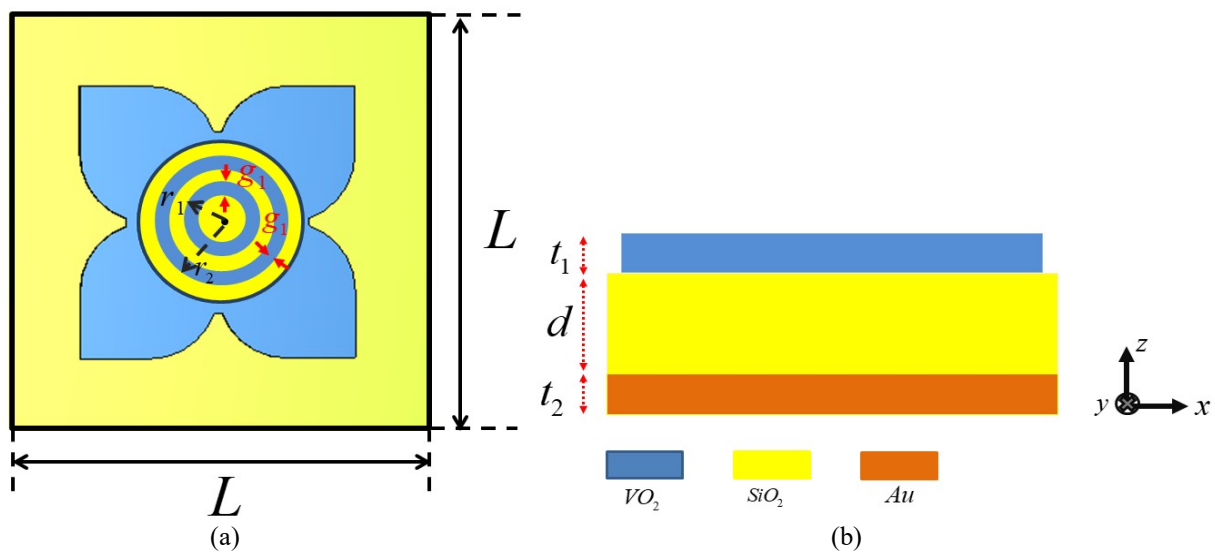 g₁
r₁
g₁
r₂
L
L
(a)
t₁
d
t₂
z
y
x
VO₂
SiO₂
Au
(b)